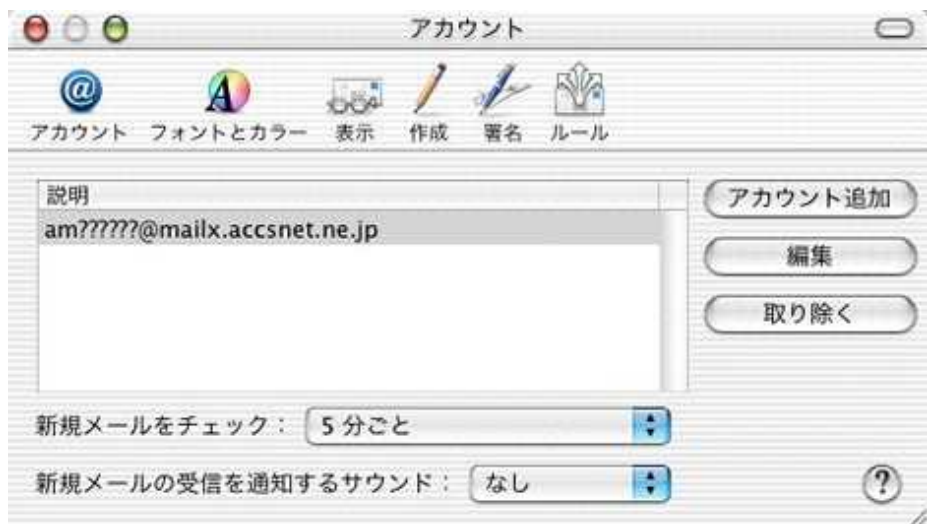 アカウント
@
アカウント フォントとカラー 表示 作成 署名 ルール
説明
am??????@mailx.accsnet.ne.jp
アカウント追加
編集
取り除く
新規メールをチェック： 5 分ごと
新規メールの受信を通知するサウンド： なし
?